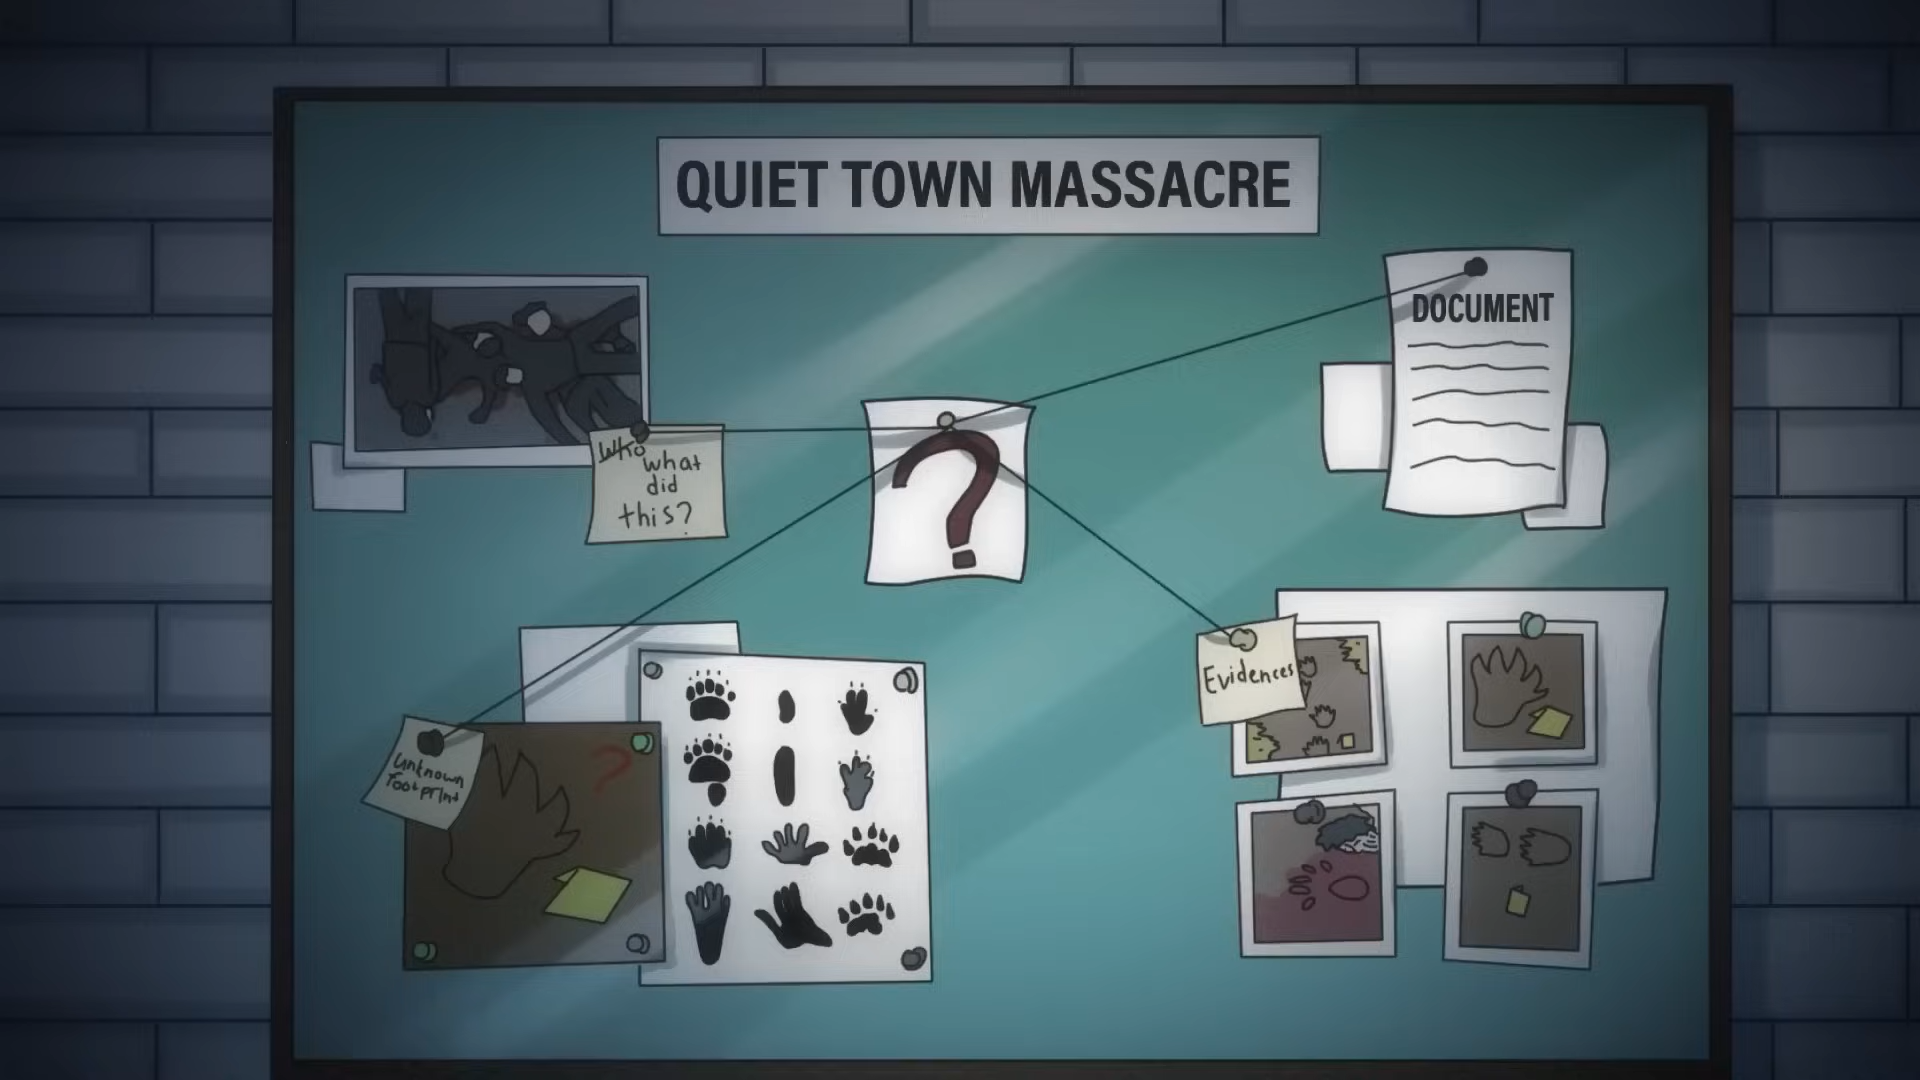 QUIET TOWN MASSACRE
DOCUMENT
Who
what
did
this?
?
Evidences
unknown
footprint
?